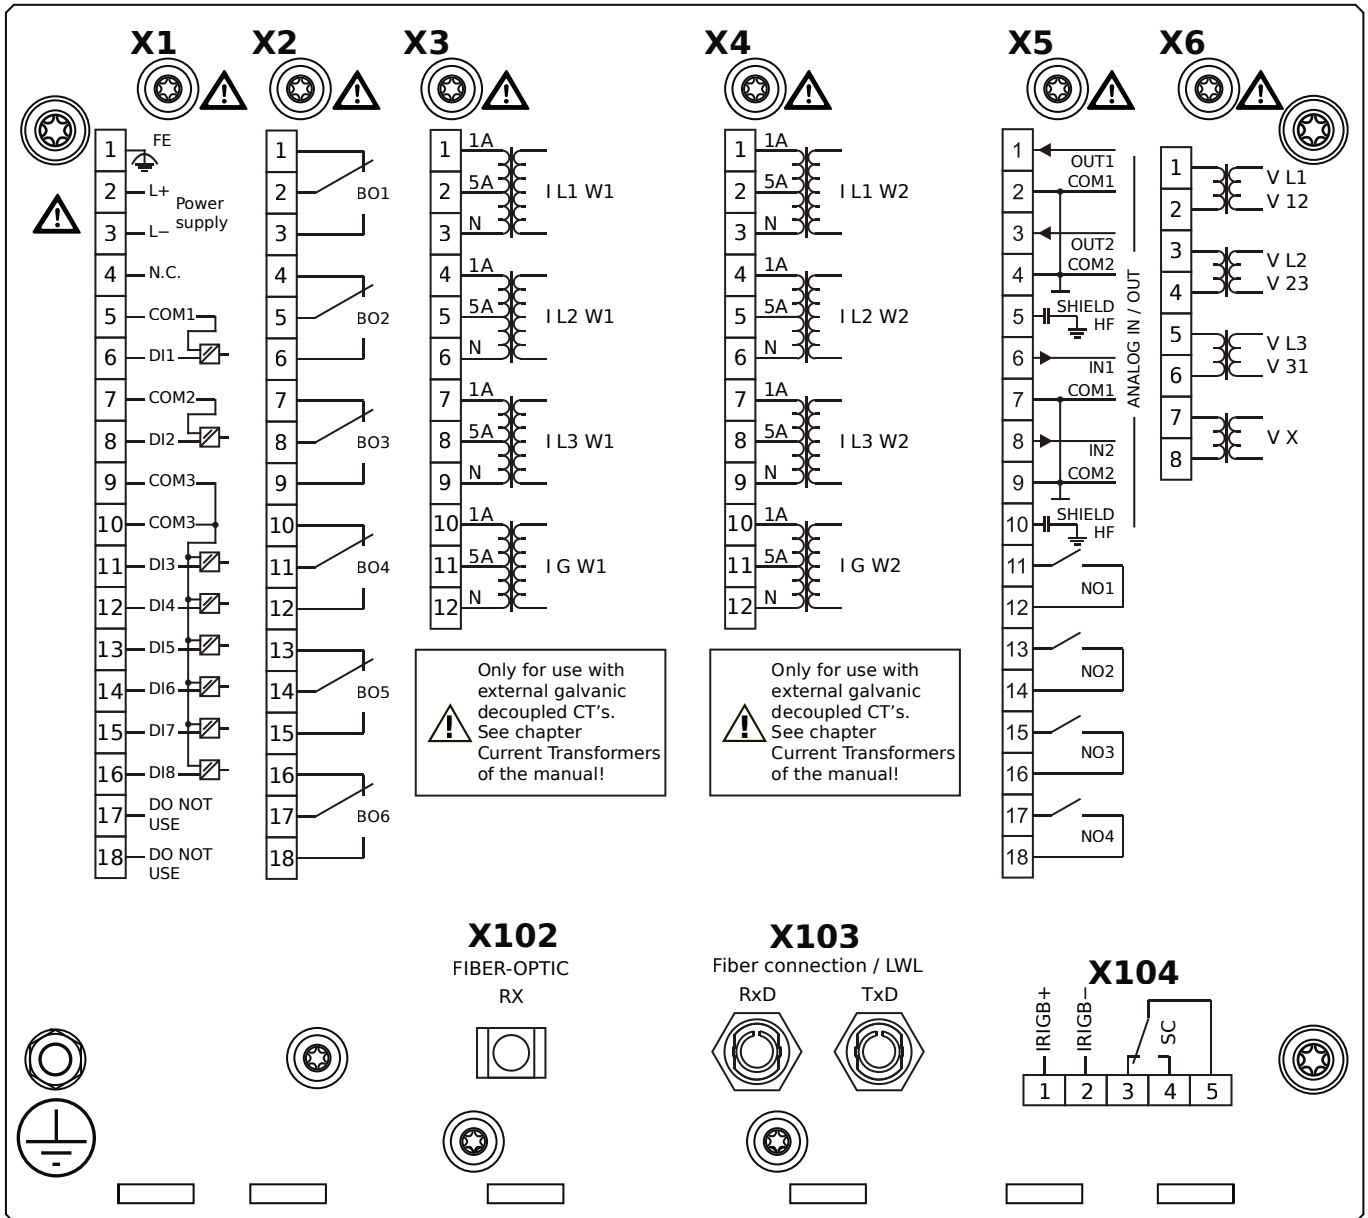 X1
X2
X3
X4
X5
X6
1
FE
2
L+
Power
supply
3
L−
4
N.C.
5
COM1
6
DI1
7
COM2
8
DI2
9
COM3
10
COM3
11
DI3
12
DI4
13
DI5
14
DI6
15
DI7
16
DI8
17
DO NOT
USE
18
DO NOT
USE
1
2
BO1
3
4
5
BO2
6
7
8
BO3
9
10
11
BO4
12
13
14
BO5
15
16
17
BO6
18
1
1A
2
5A
I L1 W1
3
N
4
1A
5
5A
I L2 W1
6
N
7
1A
8
5A
I L3 W1
9
N
10
1A
11
5A
I G W1
12
N
Only for use with
external galvanic
decoupled CT's.
See chapter
Current Transformers
of the manual!
1
1A
2
5A
I L1 W2
3
N
4
1A
5
5A
I L2 W2
6
N
7
1A
8
5A
I L3 W2
9
N
10
1A
11
5A
I G W2
12
N
Only for use with
external galvanic
decoupled CT's.
See chapter
Current Transformers
of the manual!
1
OUT1
2
COM1
3
OUT2
4
COM2
5
SHIELD
HF
6
IN1
7
COM1
8
IN2
9
COM2
10
SHIELD
HF
ANALOG IN / OUT
11
NO1
12
13
NO2
14
15
NO3
16
17
NO4
18
1
V L1
2
V 12
3
V L2
4
V 23
5
V L3
6
V 31
7
V X
8
X102
FIBER-OPTIC
RX
X103
Fiber connection / LWL
RxD
TxD
X104
IRIGB+
IRIGB−
SC
1
2
3
4
5